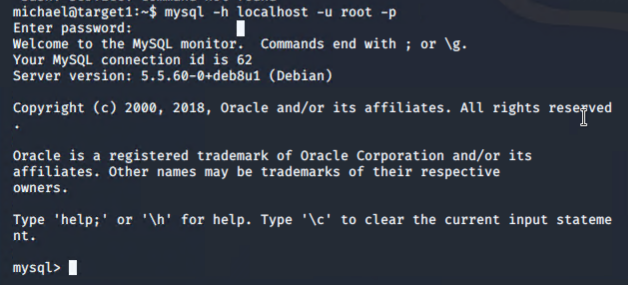 michael@target1:~$ mysql -h localhost -u root -p
Enter password:
Welcome to the MySQL monitor.  Commands end with ; or \g.
Your MySQL connection id is 62
Server version: 5.5.60-0+deb8u1 (Debian)
Copyright (c) 2000, 2018, Oracle and/or its affiliates. All rights reserved
.
Oracle is a registered trademark of Oracle Corporation and/or its
affiliates. Other names may be trademarks of their respective
owners.
Type 'help;' or '\h' for help. Type '\c' to clear the current input stateme
nt.
mysql>